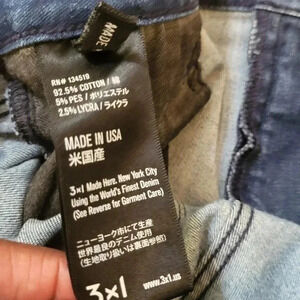 MADE
RN# 134519
92.5% COTTON / 綿
5% PES / ポリエステル
2.5% LYCRA / ライクラ
MADE IN USA
米国産
3×1 Made Here. New York City
Using the World's Finest Denim
(See Reverse for Garment Care)
ニューヨーク市にて生産
世界最良のデニム使用
(生地取り扱いは裏面参照)
3×1
www.3x1.us